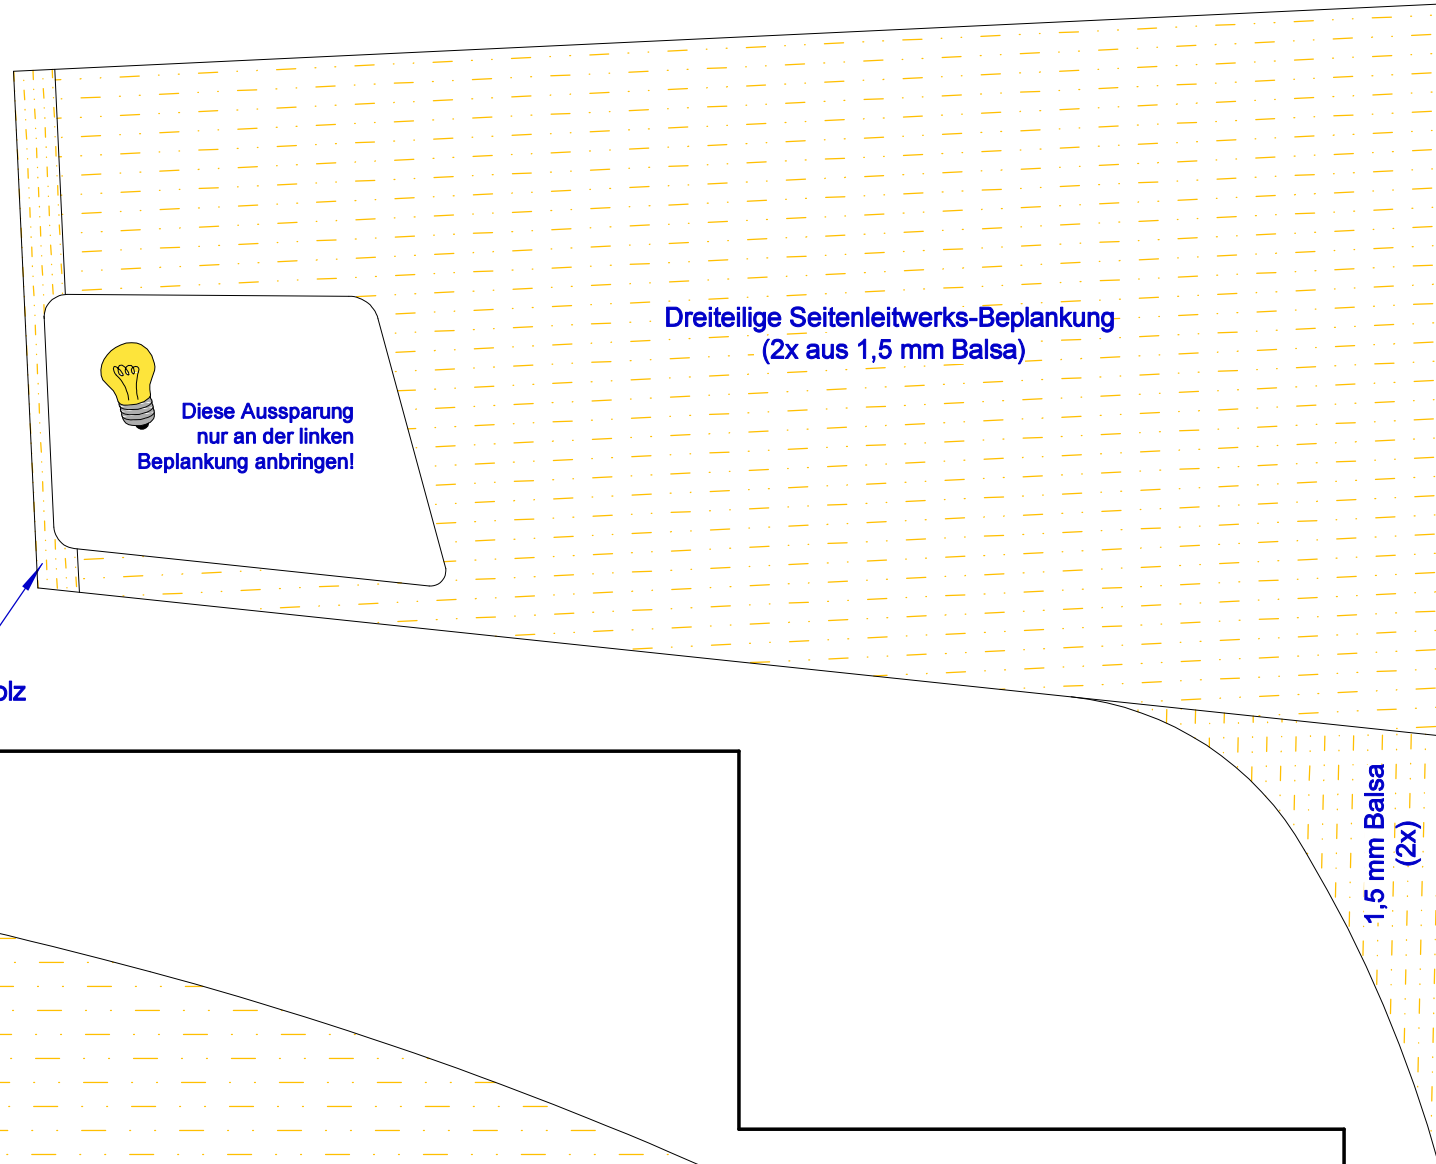 Dreiteilige Seitenleitwerks-Beplankung
(2x aus 1,5 mm Balsa)
Diese Aussparung
nur an der linken
Beplankung anbringen!
olz
1,5 mm Balsa
(2x)